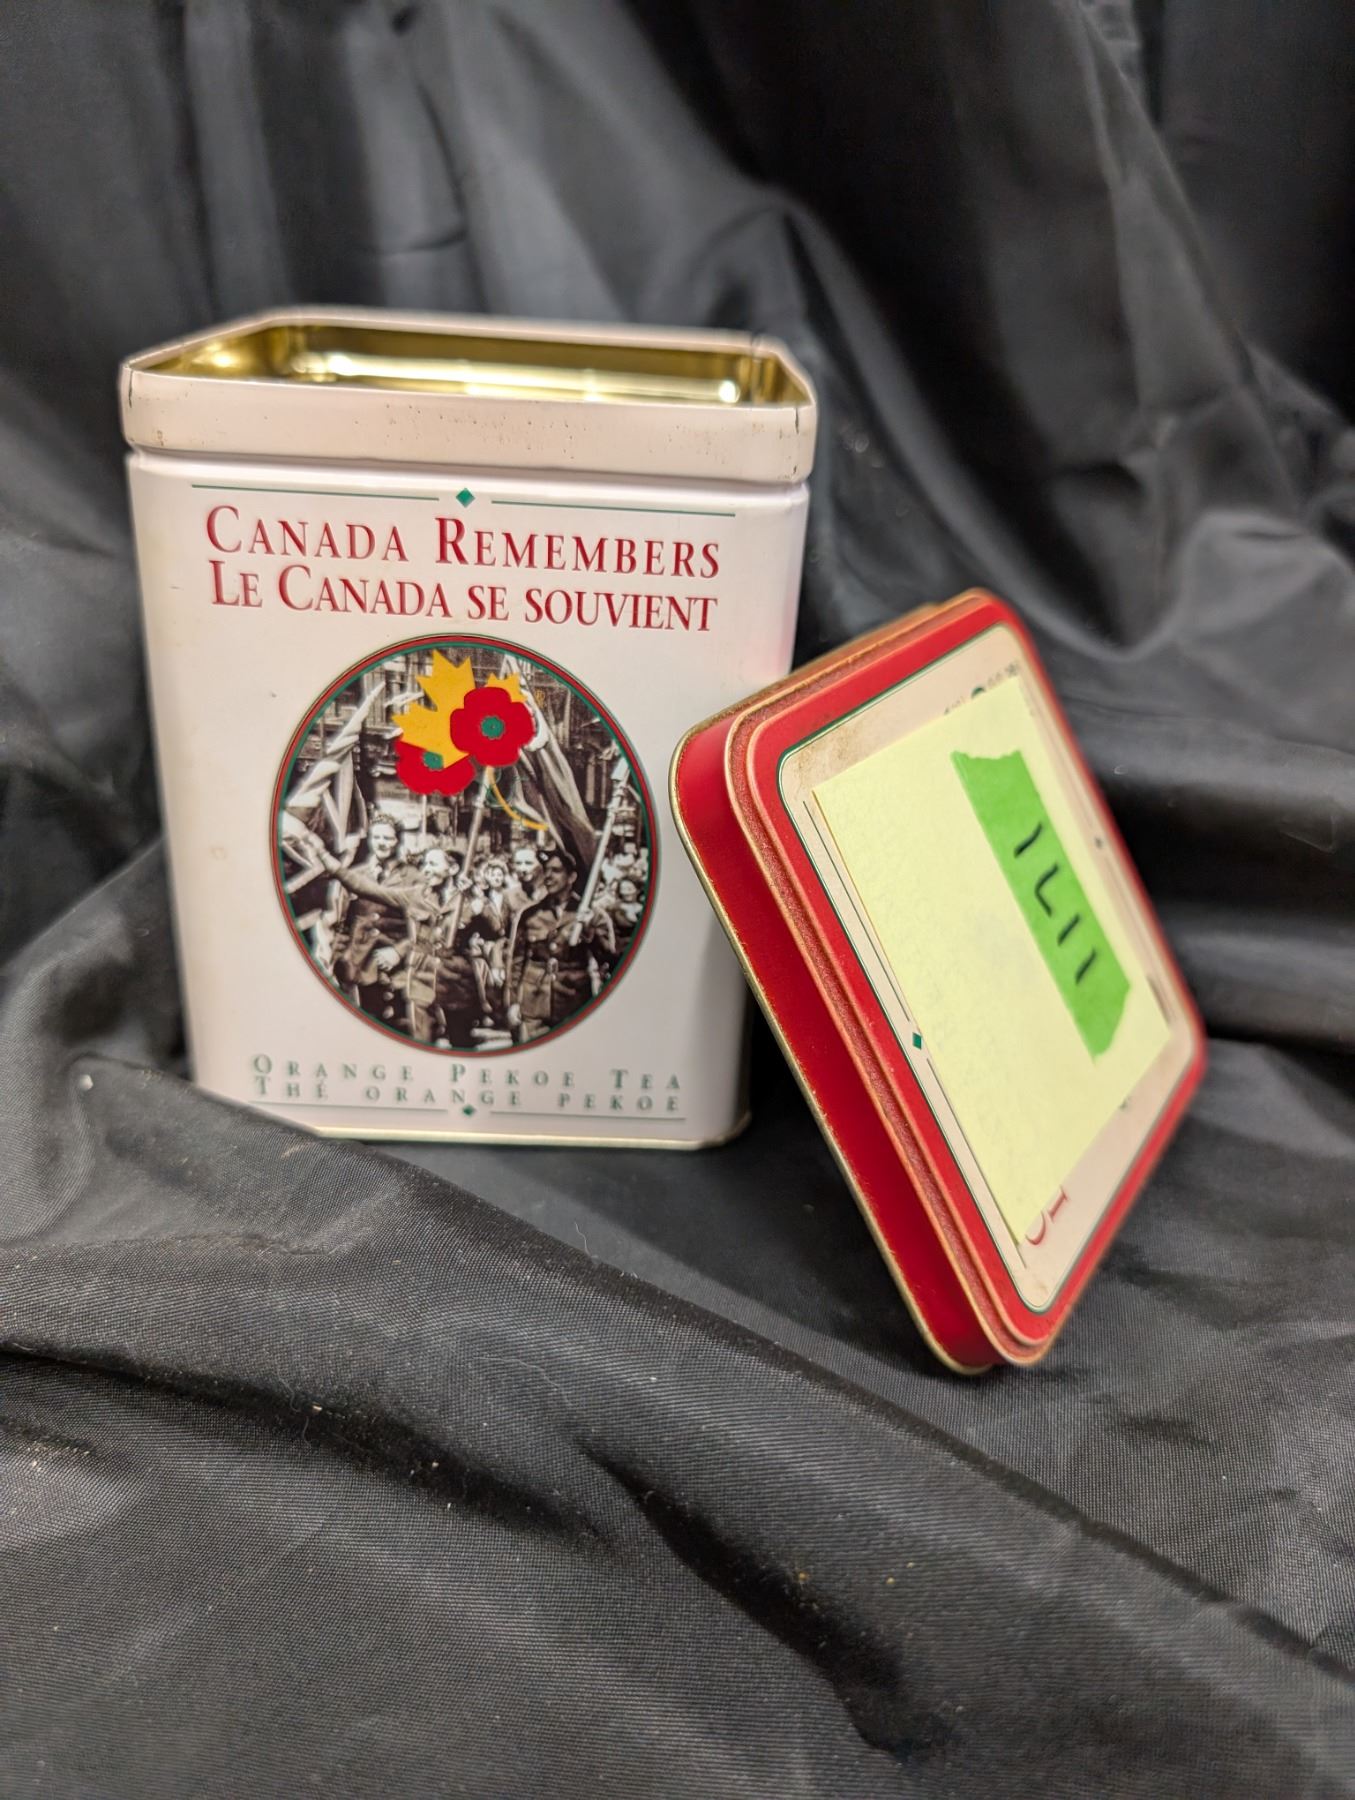 CANADA REMEMBERS
LE CANADA SE SOUVIENT
ORANGE PEKOE TEA
THÉ ORANGE PEKOE